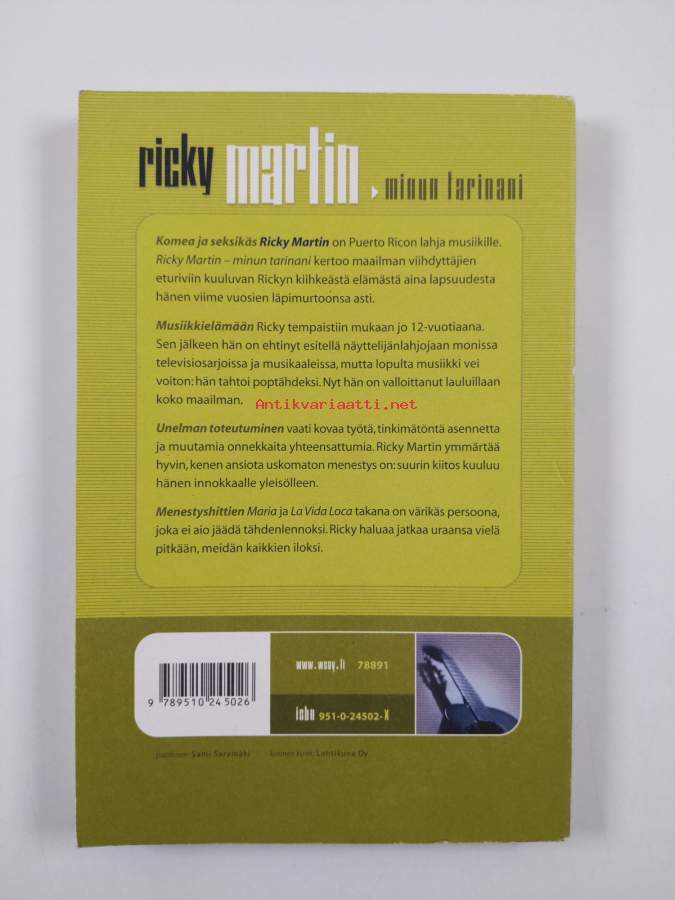 ricky martin minun tarinani
Komea ja seksikäs Ricky Martin on Puerto Ricon lahja musiikille.
Ricky Martin – minun tarinani kertoo maailman viihdyttäjien
eturiviin kuuluvan Rickyn kiihkeästä elämästä aina lapsuudesta
hänen viime vuosien läpimurtoonsa asti.
Musiikkielämään Ricky tempaistiin mukaan jo 12-vuotiaana.
Sen jälkeen hän on ehtinyt esitellä näyttelijänlahjojaan monissa
televisiosarjoissa ja musikaaleissa, mutta lopulta musiikki vei
voiton: hän tahtoi poptähdeksi. Nyt hän on valloittanut lauluillaan
koko maailman.
Antikvariaatti.net
Unelman toteutuminen vaati kovaa työtä, tinkimätöntä asennetta
ja muutamia onnekkaita yhteensattumia. Ricky Martin ymmärtää
hyvin, kenen ansiota uskomaton menestys on: suurin kiitos kuuluu
hänen innokkaalle yleisölleen.
Menestyshittien Maria ja La Vida Loca takana on värikäs persoona,
joka ei aio jäädä tähdenlennoksi. Ricky haluaa jatkaa uraansa vielä
pitkään, meidän kaikkien iloksi.
www.wsoy.fi 78891
9 789510 245026
isbn 951-0-24502-X
päällinen: Sami Saramäki kannen kuva: Lehtikuva Oy